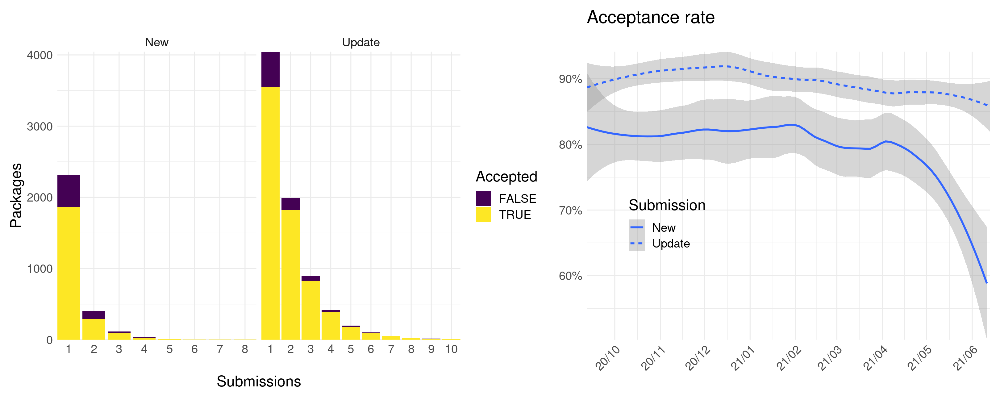 New
Update
4000
3000
2000
1000
0
Packages
1 2 3 4 5 6 7 8
1 2 3 4 5 6 7 8 9 10
Submissions
Accepted
FALSE
TRUE
Acceptance rate
90%
80%
70%
60%
Submission
New
Update
20/10 20/11 20/12 21/01 21/02 21/03 21/04 21/05 21/06